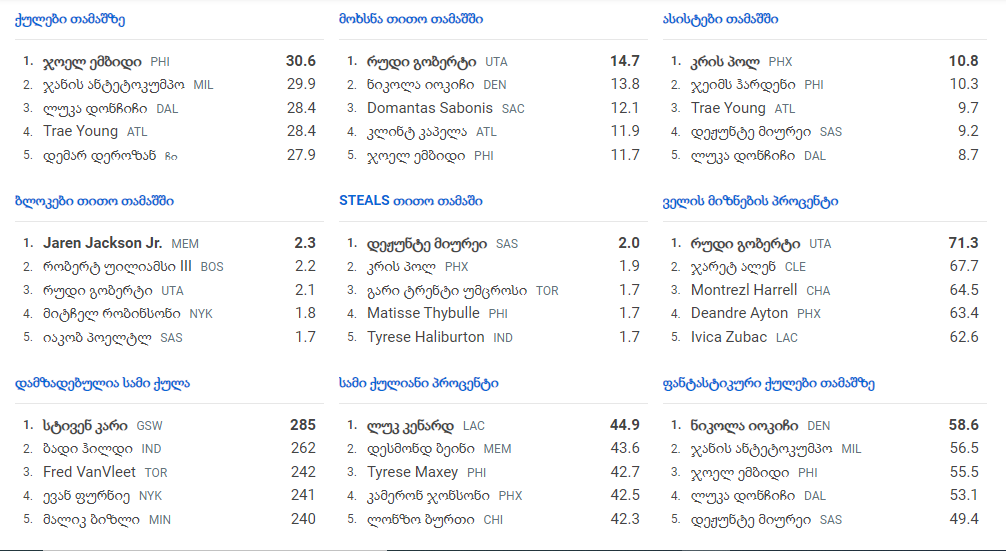 ქულები თამაშზე
1. ჯოელ ემბიდი PHI 30.6
2. ჯანის ანტეტოკუმპო MIL 29.9
3. ლუკა დონჩიჩი DAL 28.4
4. Trae Young ATL 28.4
5. დემარ დეროზან ჩი 27.9
მოხსნა თითო თამაშში
1. რუდი გობერტი UTA 14.7
2. ნიკოლა იოკიჩი DEN 13.8
3. Domantas Sabonis SAC 12.1
4. კლინტ კაპელა ATL 11.9
5. ჯოელ ემბიდი PHI 11.7
ასისტები თამაშში
1. კრის პოლ PHX 10.8
2. ჯეიმს ჰარდენი PHI 10.3
3. Trae Young ATL 9.7
4. დეჟუნტე მიურეი SAS 9.2
5. ლუკა დონჩიჩი DAL 8.7
ბლოკები თითო თამაშში
1. Jaren Jackson Jr. MEM 2.3
2. რობერტ უილიამსი III BOS 2.2
3. რუდი გობერტი UTA 2.1
4. მიტჩელ რობინსონი NYK 1.8
5. იაკობ პოელტლ SAS 1.7
STEALS თითო თამაში
1. დეჟუნტე მიურეი SAS 2.0
2. კრის პოლ PHX 1.9
3. გარი ტრენტი უმცროსი TOR 1.7
4. Matisse Thybulle PHI 1.7
5. Tyrese Haliburton IND 1.7
ველის მიზნების პროცენტი
1. რუდი გობერტი UTA 71.3
2. ჯარეტ ალენ CLE 67.7
3. Montrezl Harrell CHA 64.5
4. Deandre Ayton PHX 63.4
5. Ivica Zubac LAC 62.6
დამზადებულია სამი ქულა
1. სტივენ კარი GSW 285
2. ბადი ჰილდი IND 262
3. Fred VanVleet TOR 242
4. ევან ფურნიე NYK 241
5. მალიკ ბიზლი MIN 240
სამი ქულიანი პროცენტი
1. ლუკ კენარდ LAC 44.9
2. დესმონდ ბეინი MEM 43.6
3. Tyrese Maxey PHI 42.7
4. კამერონ ჯონსონი PHX 42.5
5. ლონზო ბურთი CHI 42.3
ფანტასტიკური ქულები თამაშზე
1. ნიკოლა იოკიჩი DEN 58.6
2. ჯანის ანტეტოკუმპო MIL 56.5
3. ჯოელ ემბიდი PHI 55.5
4. ლუკა დონჩიჩი DAL 53.1
5. დეჟუნტე მიურეი SAS 49.4